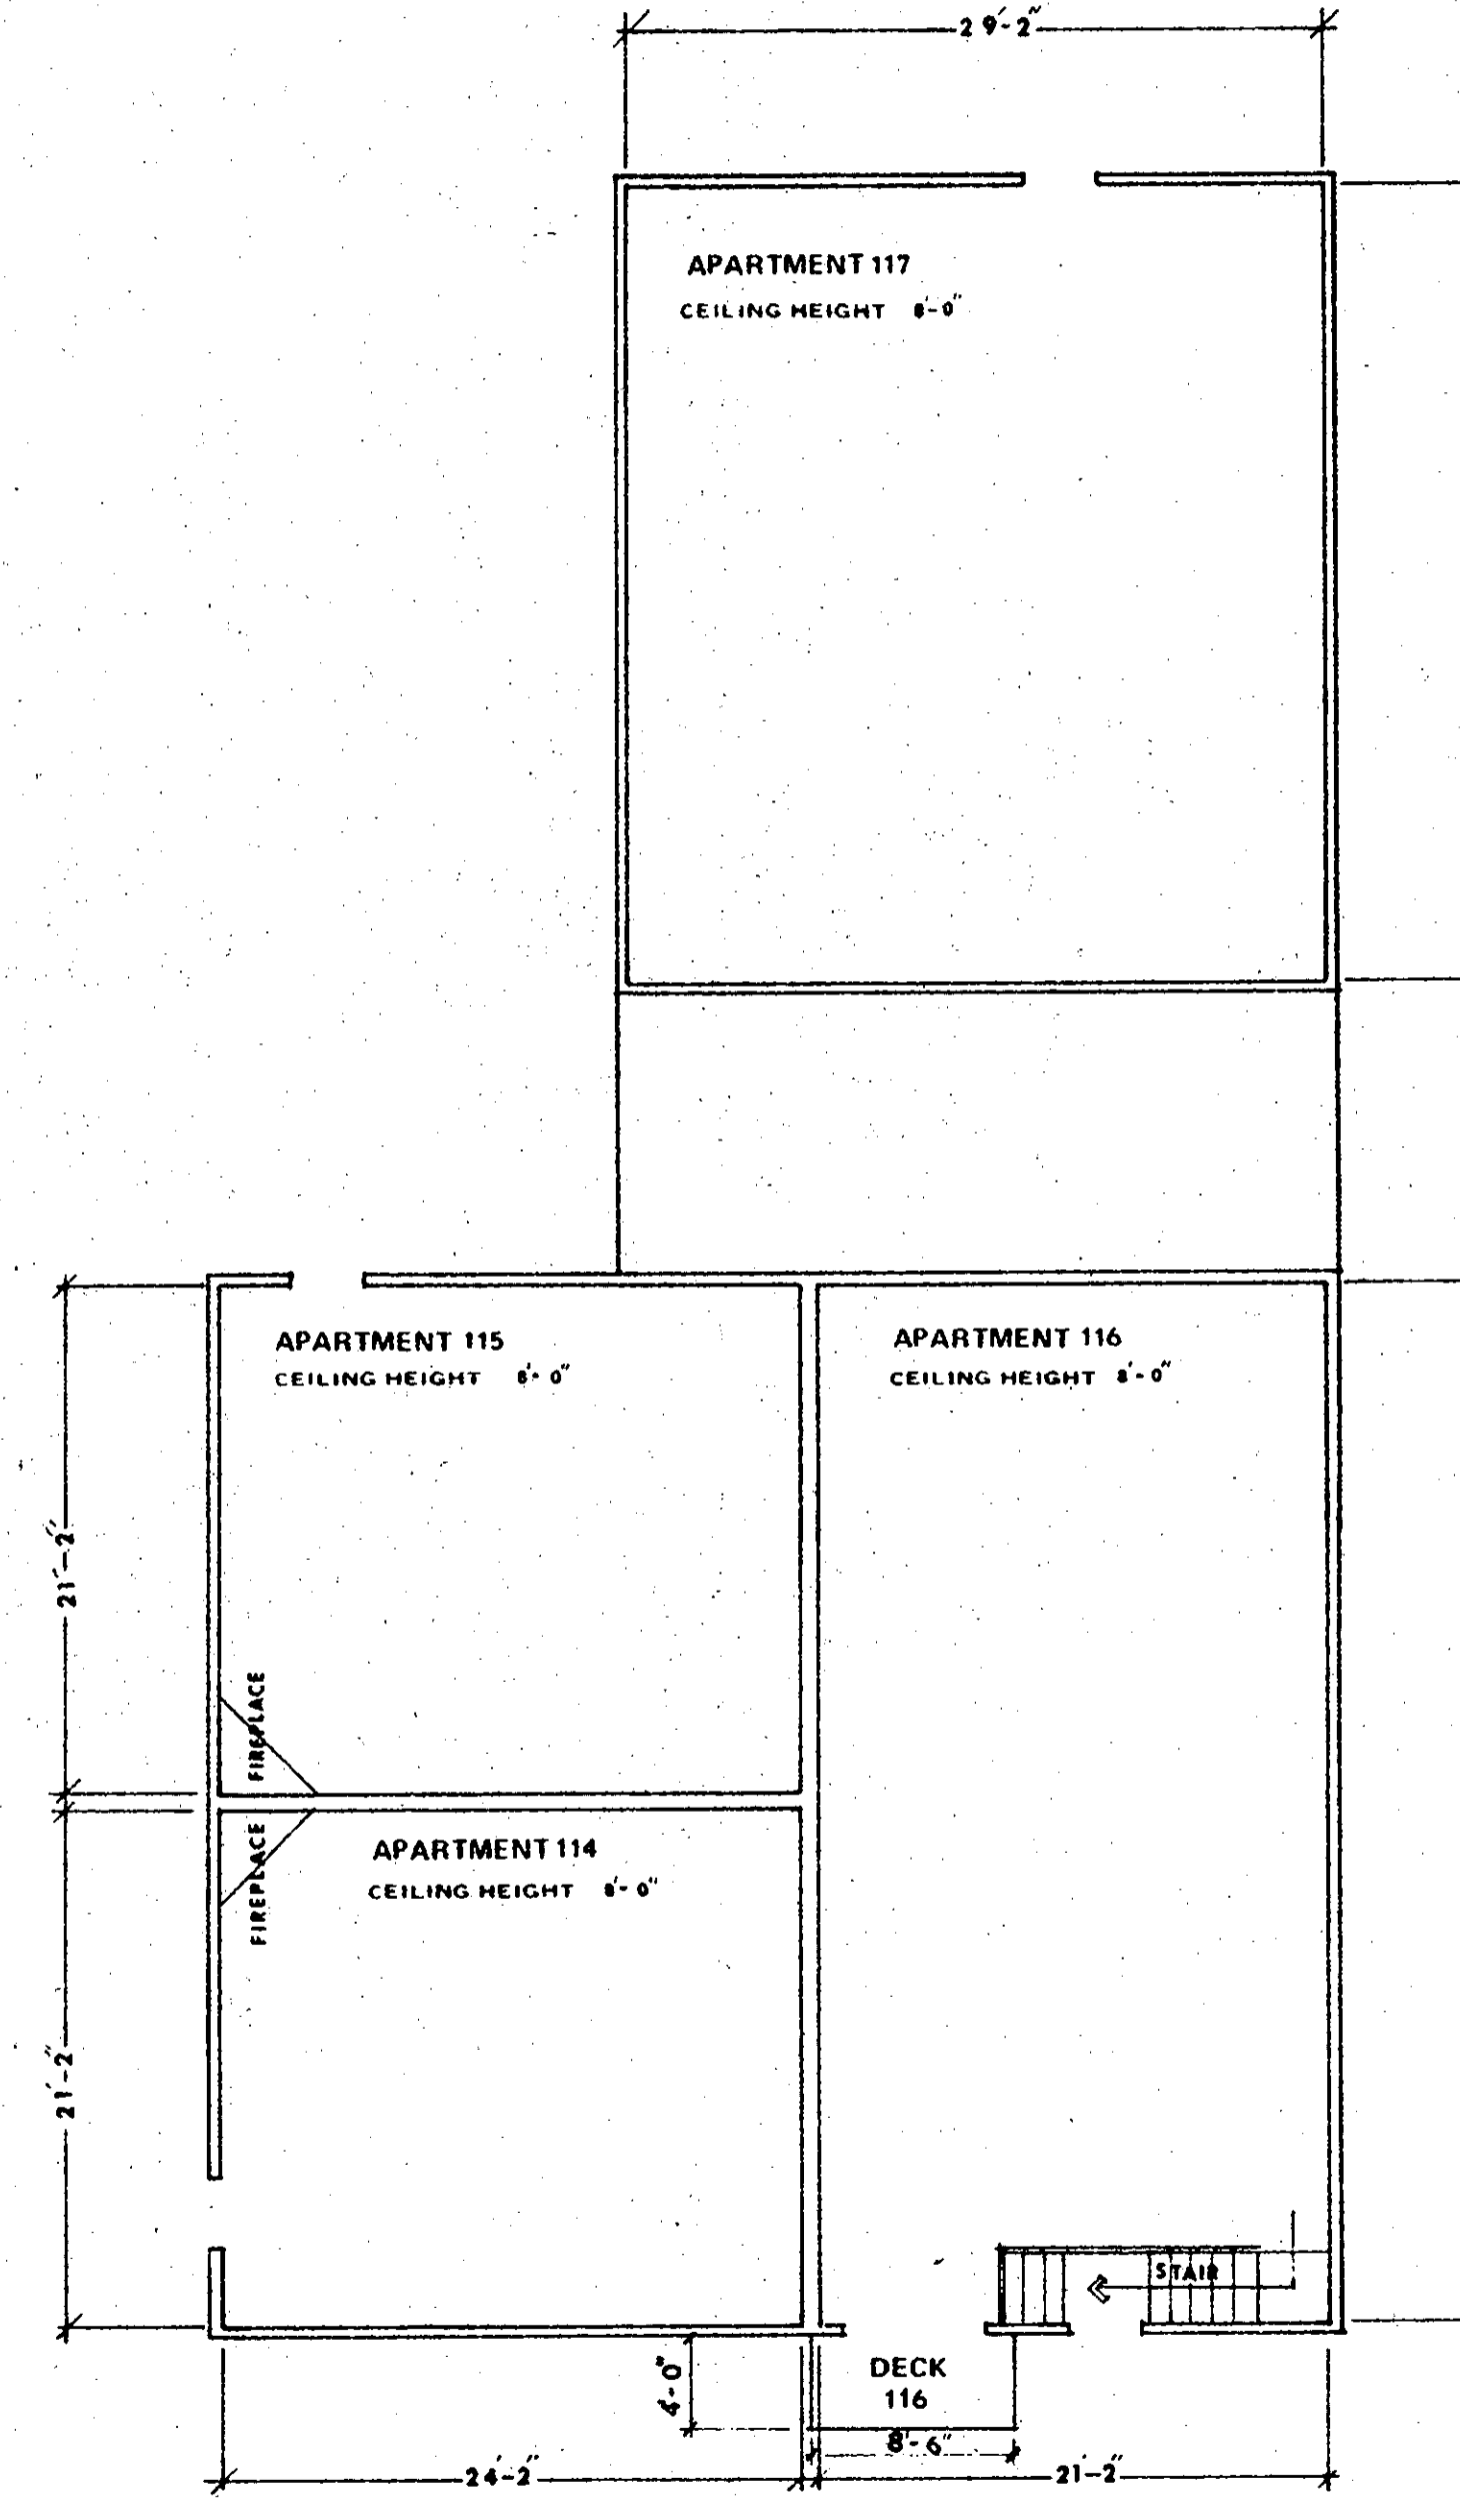 29'-2"
APARTMENT 117
CEILING HEIGHT 8'-0"
APARTMENT 115
CEILING HEIGHT 8'-0"
APARTMENT 116
CEILING HEIGHT 8'-0"
21'-2"
FIREPLACE
FIREPLACE
APARTMENT 114
CEILING HEIGHT 8'-0"
21'-2"
STAIR
4'-0"
DECK
116
8'-6"
24'-2"
21'-2"